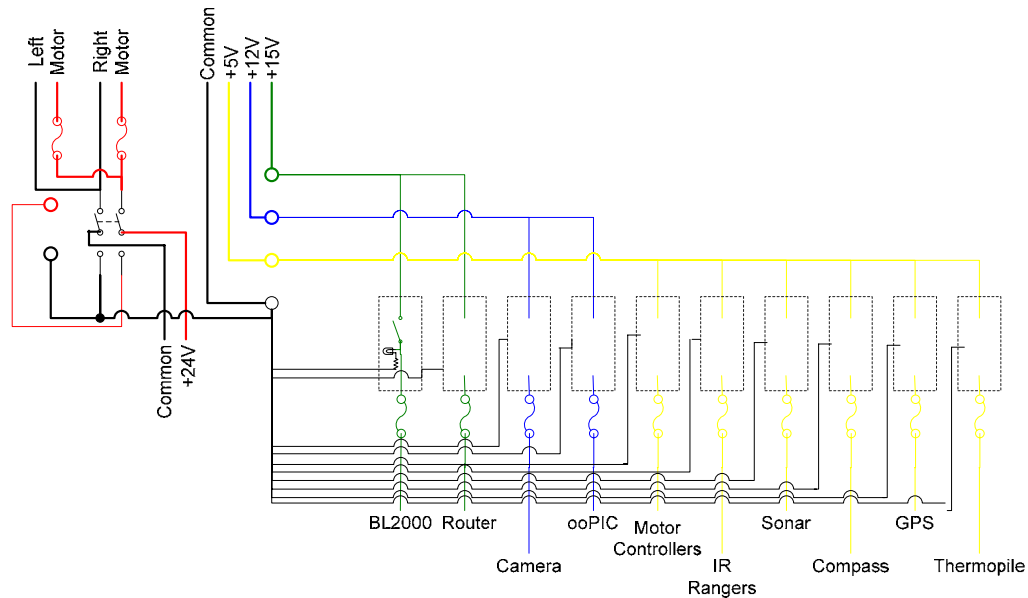 Left
Motor
Right
Motor
Common
+5V
+12V
+15V
Common
+24V
BL2000
Router
ooPIC
Motor
Controllers
Sonar
GPS
Camera
IR
Rangers
Compass
Thermopile